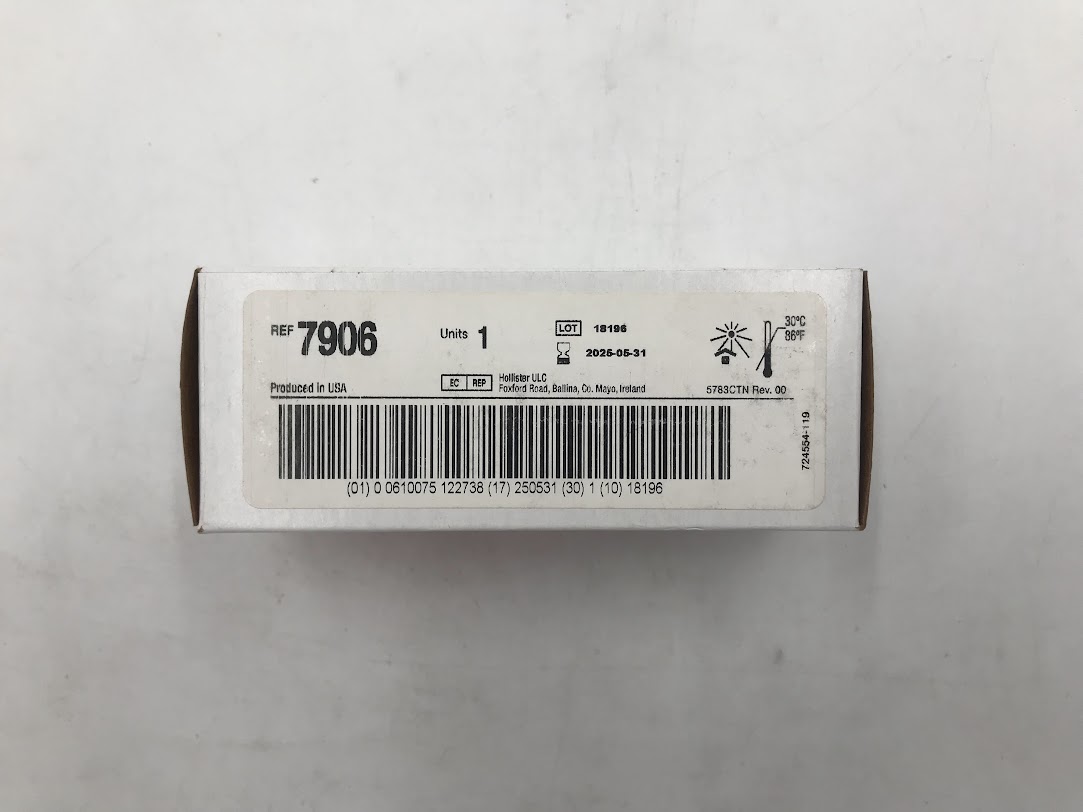 REF 7906
Units 1
LOT 18196
2025-05-31
30°C
86°F
Produced in USA
EC REP
Hollister ULC
Foxford Road, Ballina, Co. Mayo, Ireland
5783CTN Rev. 00
724554-119
(01) 0 0610075 122738 (17) 250531 (30) 1 (10) 18196